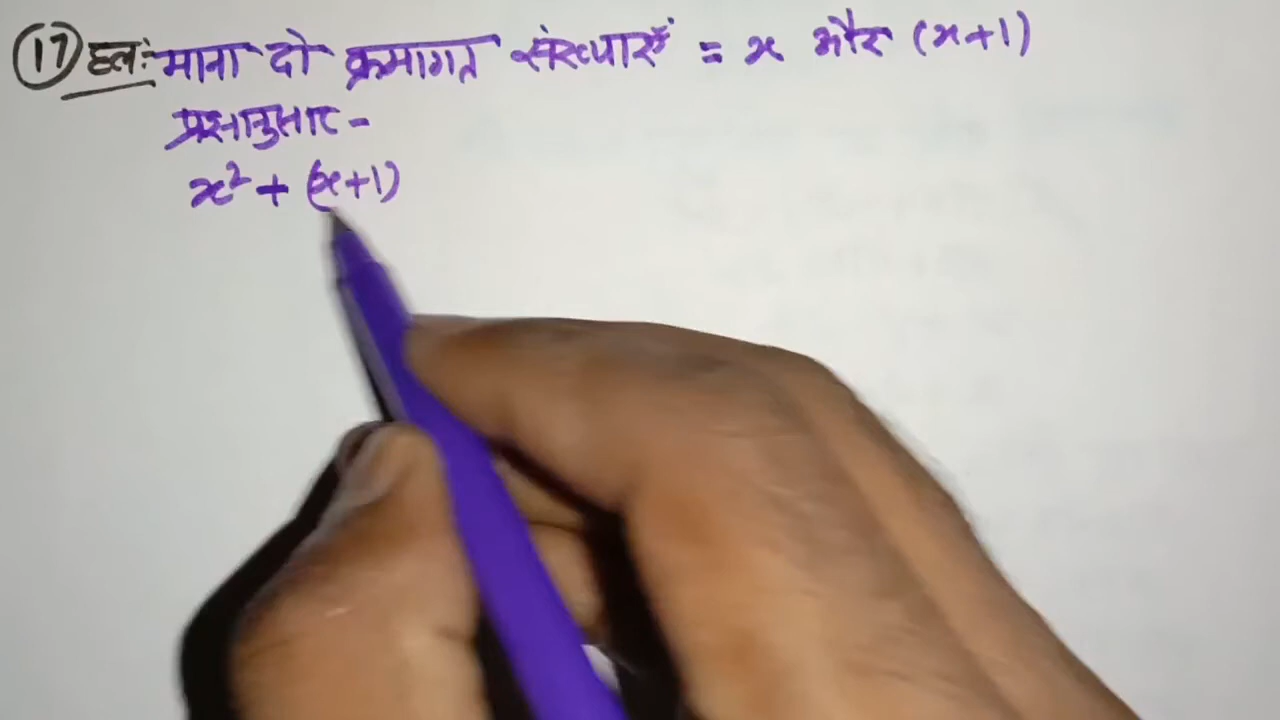 17 हल:- माना दो क्रमागत संख्याएँ = x और (x+1)
प्रश्नानुसार -
x² + (x+1)